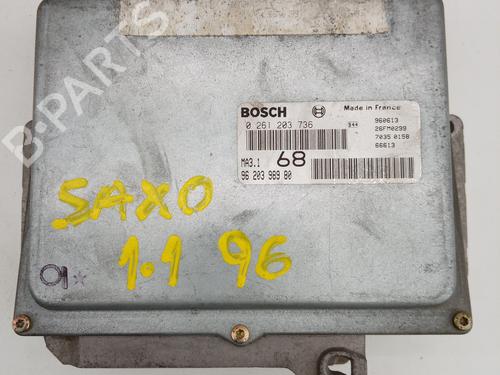 BOSCH
Made in France
0 261 203 736
944
960613
26FM0299
7035 0158
66613
MA3.1
68
96 203 989 80
SAXO
1.1 96
B-PARTS